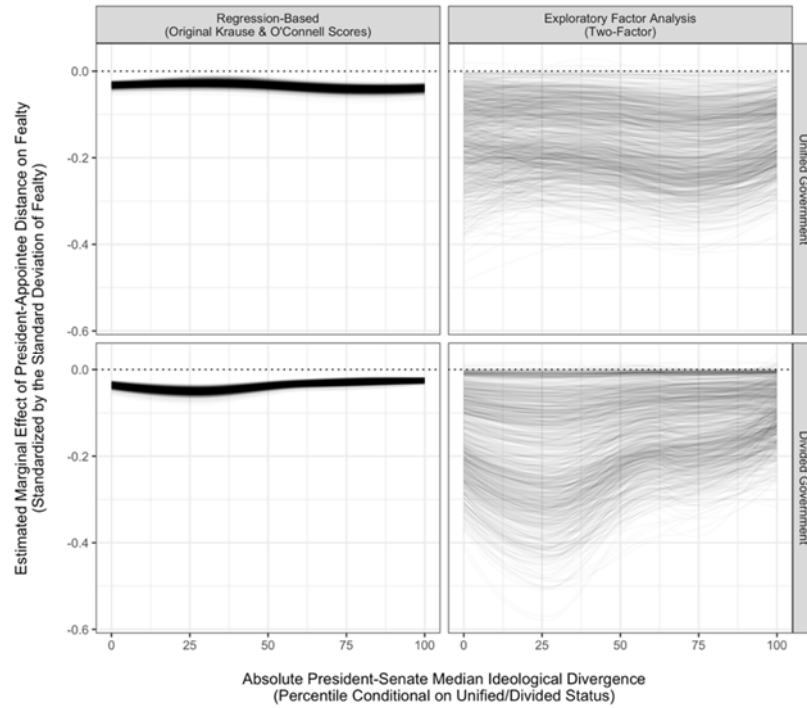 Regression-Based
(Original Krause & O'Connell Scores)
Exploratory Factor Analysis
(Two-Factor)
Estimated Marginal Effect of President-Appointee Distance on Fealty
(Standardized by the Standard Deviation of Fealty)
0.0
-0.2
-0.4
-0.6
Unified Government
0.0
-0.2
-0.4
-0.6
Divided Government
0 25 50 75 100 0 25 50 75 100
Absolute President-Senate Median Ideological Divergence
(Percentile Conditional on Unified/Divided Status)